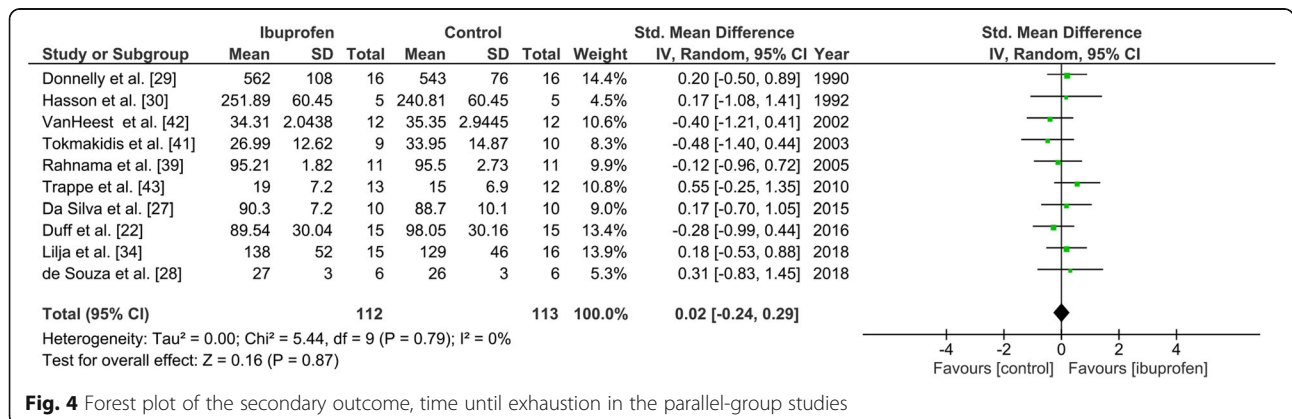 Ibuprofen Control Std. Mean Difference Std. Mean Difference
Study or Subgroup Mean SD Total Mean SD Total Weight IV, Random, 95% CI Year IV, Random, 95% CI
Donnelly et al. [29] 562 108 16 543 76 16 14.4% 0.20 [-0.50, 0.89] 1990
Hasson et al. [30] 251.89 60.45 5 240.81 60.45 5 4.5% 0.17 [-1.08, 1.41] 1992
VanHeest et al. [42] 34.31 2.0438 12 35.35 2.9445 12 10.6% -0.40 [-1.21, 0.41] 2002
Tokmakidis et al. [41] 26.99 12.62 9 33.95 14.87 10 8.3% -0.48 [-1.40, 0.44] 2003
Rahnama et al. [39] 95.21 1.82 11 95.5 2.73 11 9.9% -0.12 [-0.96, 0.72] 2005
Trappe et al. [43] 19 7.2 13 15 6.9 12 10.8% 0.55 [-0.25, 1.35] 2010
Da Silva et al. [27] 90.3 7.2 10 88.7 10.1 10 9.0% 0.17 [-0.70, 1.05] 2015
Duff et al. [22] 89.54 30.04 15 98.05 30.16 15 13.4% -0.28 [-0.99, 0.44] 2016
Lilja et al. [34] 138 52 15 129 46 16 13.9% 0.18 [-0.53, 0.88] 2018
de Souza et al. [28] 27 3 6 26 3 6 5.3% 0.31 [-0.83, 1.45] 2018
Total (95% CI) 112 113 100.0% 0.02 [-0.24, 0.29]
Heterogeneity: Tau² = 0.00; Chi² = 5.44, df = 9 (P = 0.79); I² = 0%
Test for overall effect: Z = 0.16 (P = 0.87)
-4 -2 0 2 4
Favours [control] Favours [ibuprofen]
Fig. 4 Forest plot of the secondary outcome, time until exhaustion in the parallel-group studies